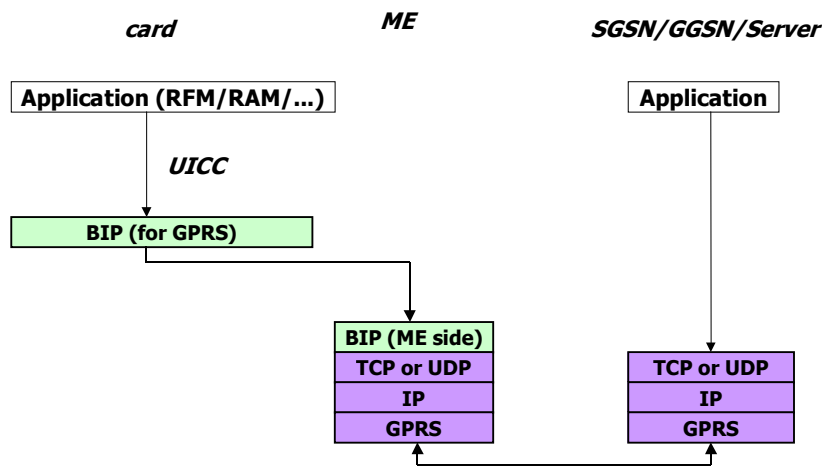 card
ME
SGSN/GGSN/Server
Application (RFM/RAM/...)
Application
UICC
BIP (for GPRS)
BIP (ME side)
TCP or UDP
IP
GPRS
TCP or UDP
IP
GPRS